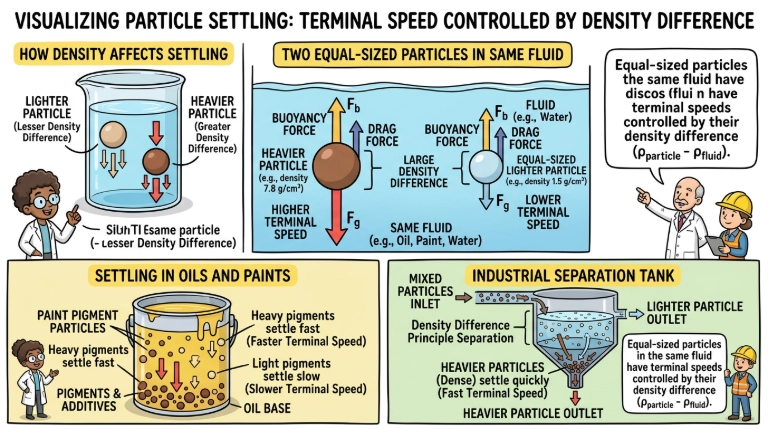 VISUALIZING PARTICLE SETTLING: TERMINAL SPEED CONTROLLED BY DENSITY DIFFERENCE
HOW DENSITY AFFECTS SETTLING
LIGHTER
PARTICLE
(Lesser Density
Difference)
HEAVIER
PARTICLE
(Greater
Density
Difference)
Esame particle
(- Lesser Density Difference)
TWO EQUAL-SIZED PARTICLES IN SAME FLUID
F_b
BUOYANCY
FORCE
DRAG
FORCE
HEAVIER
PARTICLE
(e.g., density
7.8 g/cm³)
HIGHER
TERMINAL
SPEED
F_g
LARGE
DENSITY
DIFFERENCE
SAME FLUID
(e.g., Oil, Paint, Water)
F_b
FLUID
(e.g., Water)
BUOYANCY
FORCE
DRAG
FORCE
EQUAL-SIZED
LIGHTER PARTICLE
(e.g., density 1.5 g/cm³)
F_g
LOWER
TERMINAL
SPEED
Equal-sized particles
the same fluid have
discos (flui n have
terminal speeds
controlled by their
density difference
(ρparticle - ρfluid).
SETTLING IN OILS AND PAINTS
PAINT PIGMENT
PARTICLES
Heavy pigments
settle fast
PIGMENTS &
ADDITIVES
Heavy pigments
settle fast
(Faster Terminal Speed)
Light pigments
settle slow
(Slower Terminal Speed)
OIL BASE
INDUSTRIAL SEPARATION TANK
MIXED
PARTICLES
INLET
Density Difference
Principle Separation
LIGHTER PARTICLE
OUTLET
HEAVIER PARTICLES
(Dense) settle quickly
(Fast Terminal Speed)
HEAVIER PARTICLE OUTLET
Equal-sized particles
in the same fluid
have terminal speeds
controlled by their
density difference
(ρparticle - ρfluid).